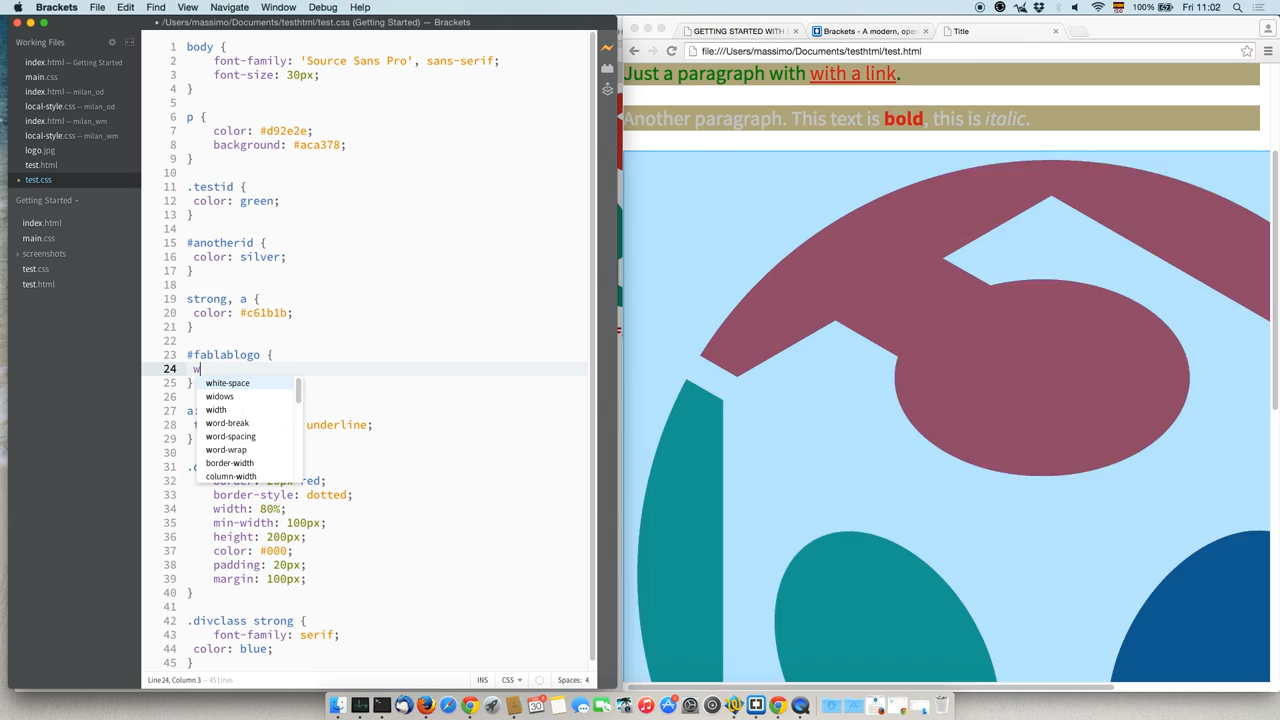 Brackets File Edit Find View Navigate Window Debug Help 100% Fri 11:02
• /Users/massimo/Documents/testhtml/test.css (Getting Started) — Brackets
Working Files
index.html — Getting Started
main.css
index.html — milan_od
local-style.css — milan_od
index.html — milan_wm
local-style.css — milan_wm
logo.jpg
test.html
test.css
Getting Started
index.html
main.css
screenshots
test.css
test.html
1 body {
2 font-family: 'Source Sans Pro', sans-serif;
3 font-size: 30px;
4 }
5
6 p {
7 color: #d92e2e;
8 background: #aca378;
9 }
10
11 .testid {
12 color: green;
13 }
14
15 #anotherid {
16 color: silver;
17 }
18
19 strong, a {
20 color: #c61b1b;
21 }
22
23 #fablablogo {
24 w
25 }
white-space
widows
width
word-break
word-spacing
word-wrap
border-width
column-width
26
27 a
28 underline;
29 }
30
31 .
32 red;
33 border-style: dotted;
34 width: 80%;
35 min-width: 100px;
36 height: 200px;
37 color: #000;
38 padding: 20px;
39 margin: 100px;
40 }
41
42 .divclass strong {
43 font-family: serif;
44 color: blue;
45 }
Line 24, Column 3 — 45 Lines
INS CSS Spaces: 4
GETTING STARTED WITH
Brackets - A modern, open
Title
file:///Users/massimo/Documents/testhtml/test.html
Just a paragraph with with a link.
Another paragraph. This text is bold, this is italic.
30